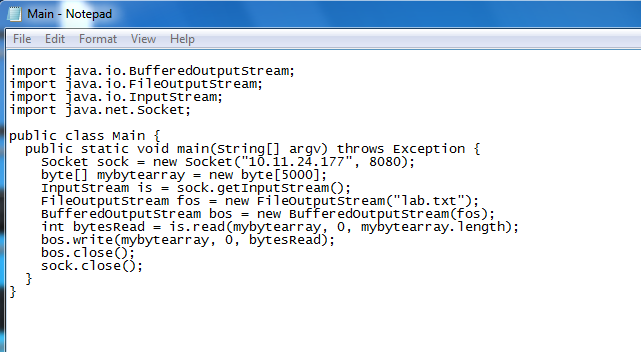 Main - Notepad
File Edit Format View Help
import java.io.BufferedOutputStream;
import java.io.FileOutputStream;
import java.io.InputStream;
import java.net.Socket;
public class Main {
  public static void main(String[] argv) throws Exception {
    Socket sock = new Socket("10.11.24.177", 8080);
    byte[] mybytearray = new byte[5000];
    InputStream is = sock.getInputStream();
    FileOutputStream fos = new FileOutputStream("lab.txt");
    BufferedOutputStream bos = new BufferedOutputStream(fos);
    int bytesRead = is.read(mybytearray, 0, mybytearray.length);
    bos.write(mybytearray, 0, bytesRead);
    bos.close();
    sock.close();
  }
}